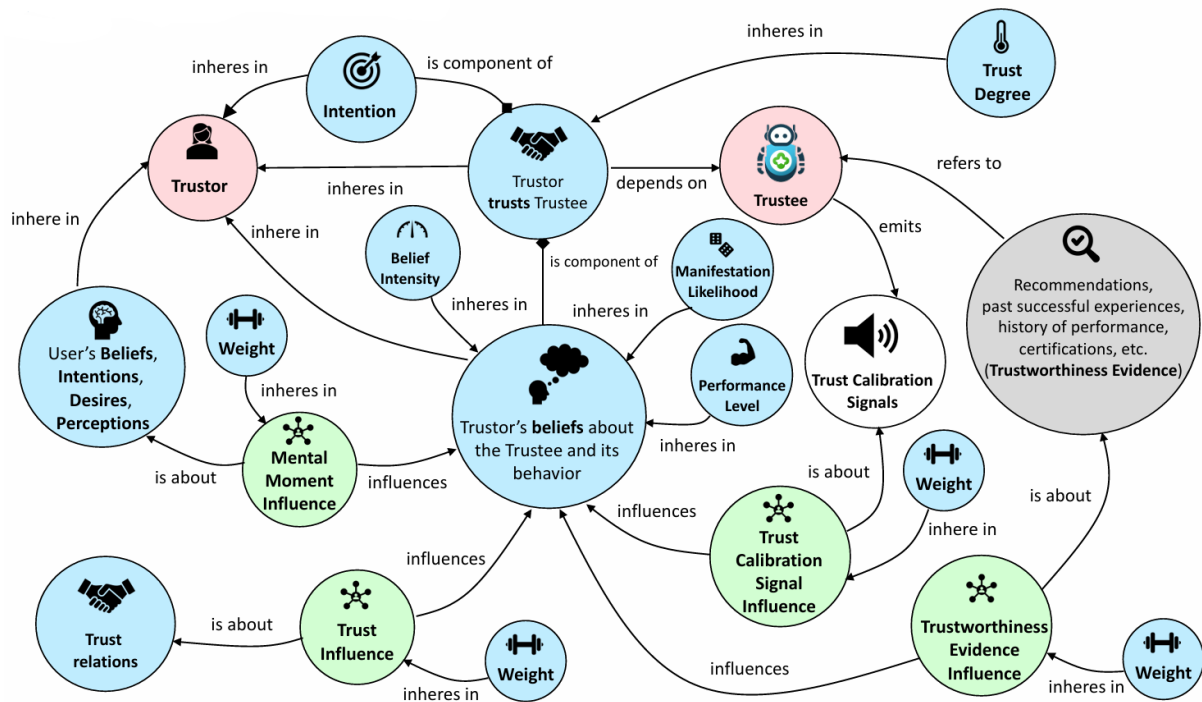 inheres in
Trust
Degree
inheres in
is component of
Intention
Trustor
inheres in
Trustor
trusts Trustee
depends on
Trustee
refers to
inhere in
inhere in
Belief
Intensity
is component of
Manifestation
Likelihood
emits
inheres in
inheres in
Recommendations,
past successful experiences,
history of performance,
certifications, etc.
(Trustworthiness Evidence)
User's Beliefs,
Intentions,
Desires,
Perceptions
Weight
inheres in
Performance
Level
Trust Calibration
Signals
Trustor's beliefs about
the Trustee and its
behavior
inheres in
is about
Mental
Moment
Influence
influences
is about
Weight
is about
influences
Trust
Calibration
Signal
Influence
inhere in
influences
Trust
relations
is about
Trust
Influence
Weight
inheres in
influences
Trustworthiness
Evidence
Influence
Weight
inheres in